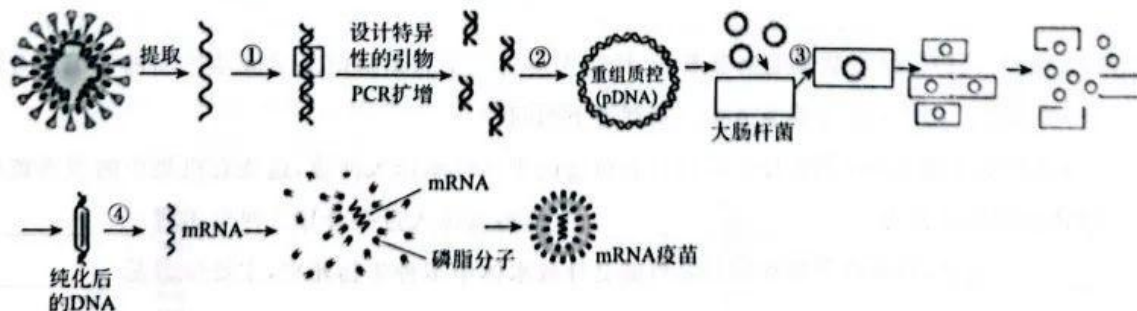 提取
①
设计特异
性的引物
PCR扩增
②
重组质控
(pDNA)
③
大肠杆菌
纯化后
的DNA
④
mRNA
mRNA
磷脂分子
mRNA疫苗